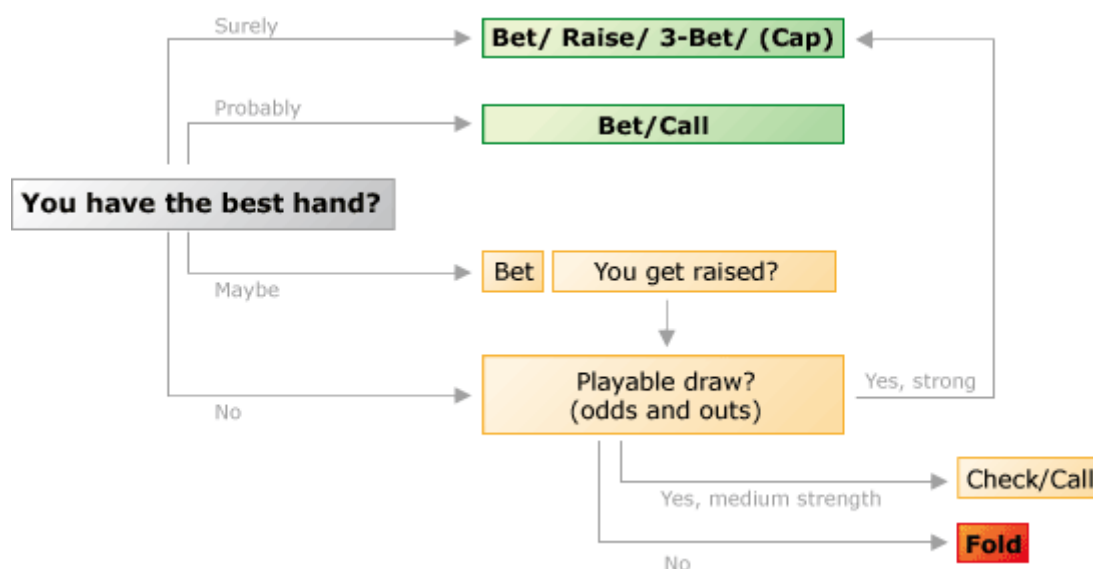 Surely
Bet/ Raise/ 3-Bet/ (Cap)
Probably
Bet/Call
You have the best hand?
Maybe
Bet
You get raised?
No
Playable draw?
(odds and outs)
Yes, strong
Yes, medium strength
Check/Call
No
Fold